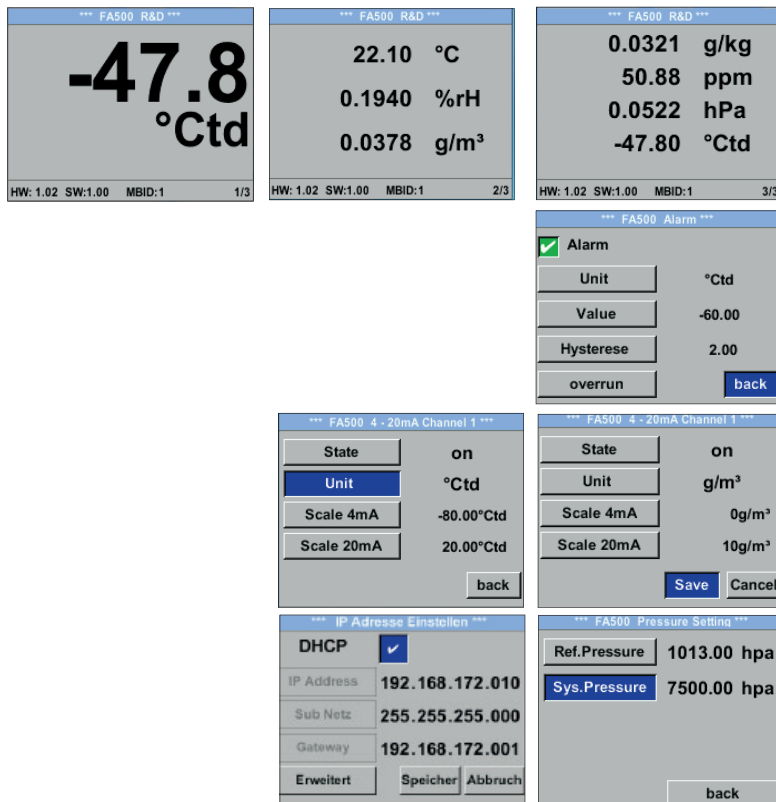 *** FA500 R&D ***
-47.8
°Ctd
HW: 1.02 SW:1.00 MBID:1 1/3
*** FA500 R&D ***
22.10 °C
0.1940 %rH
0.0378 g/m³
HW: 1.02 SW:1.00 MBID:1 2/3
*** FA500 R&D ***
0.0321 g/kg
50.88 ppm
0.0522 hPa
-47.80 °Ctd
HW: 1.02 SW:1.00 MBID:1 3/3
*** FA500 Alarm ***
Alarm
Unit °Ctd
Value -60.00
Hysterese 2.00
overrun back
*** FA500 4 - 20mA Channel 1 ***
State on
Unit °Ctd
Scale 4mA -80.00°Ctd
Scale 20mA 20.00°Ctd
back
*** FA500 4 - 20mA Channel 1 ***
State on
Unit g/m³
Scale 4mA 0g/m³
Scale 20mA 10g/m³
Save Cancel
*** IP Adresse Einstellen ***
DHCP
IP Address 192.168.172.010
Sub Netz 255.255.255.000
Gateway 192.168.172.001
Erweitert Speicher Abbruch
*** FA500 Pressure Setting ***
Ref.Pressure 1013.00 hpa
Sys.Pressure 7500.00 hpa
back